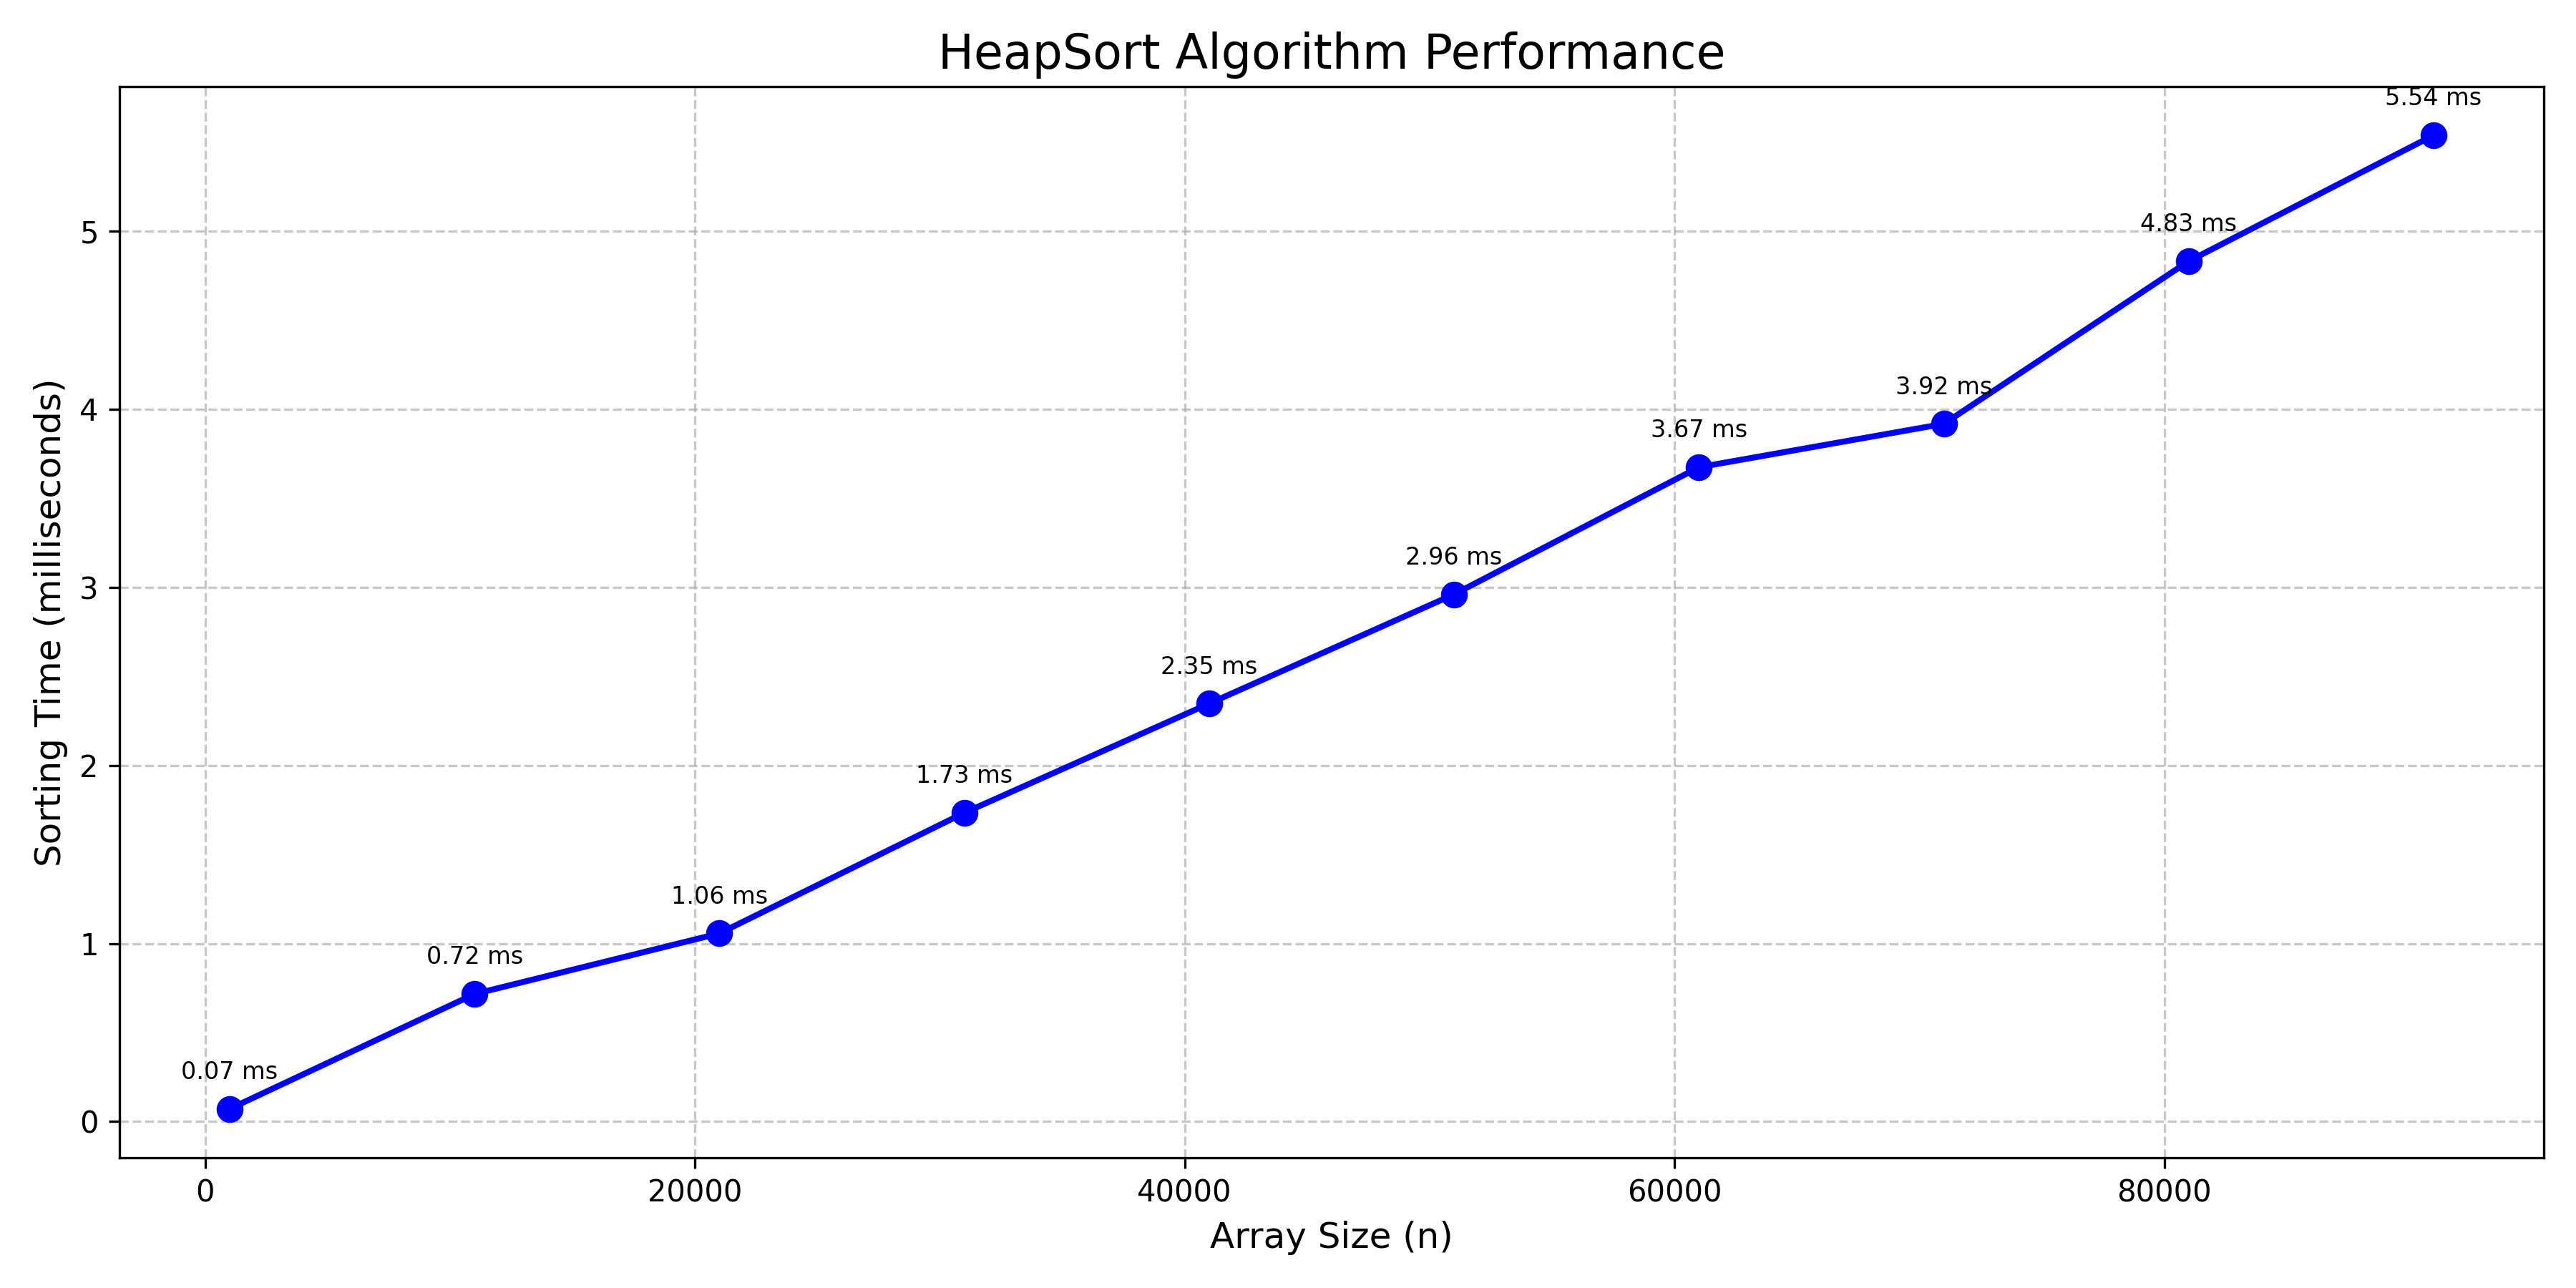 HeapSort Algorithm Performance
Sorting Time (milliseconds)
5
4
3
2
1
0
0.07 ms
0.72 ms
1.06 ms
1.73 ms
2.35 ms
2.96 ms
3.67 ms
3.92 ms
4.83 ms
5.54 ms
0 20000 40000 60000 80000
Array Size (n)